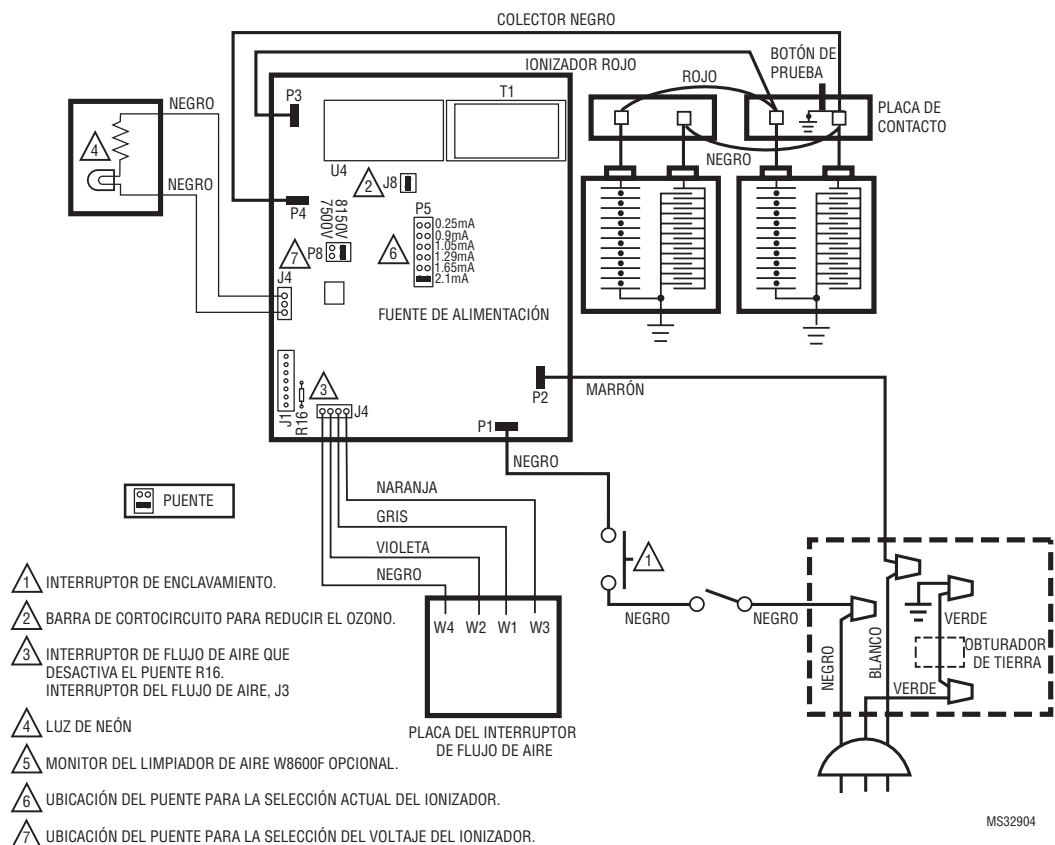 COLECTOR NEGRO
IONIZADOR ROJO
BOTÓN DE
PRUEBA
ROJO
PLACA DE
CONTACTO
NEGRO
P3
T1
NEGRO
4
NEGRO
U4
2
J8
P4
8150V
7500V
P5
0.25mA
0.9mA
1.05mA
1.29mA
1.65mA
2.1mA
7
P8
6
J4
FUENTE DE ALIMENTACIÓN
3
J1
R16
J4
P2
MARRÓN
P1
NEGRO
PUENTE
NARANJA
GRIS
VIOLETA
NEGRO
1
W4 W2 W1 W3
NEGRO
NEGRO
NEGRO
BLANCO
VERDE
OBTURADOR
DE TIERRA
VERDE
PLACA DEL INTERRUPTOR
DE FLUJO DE AIRE
1 INTERRUPTOR DE ENCLAVAMIENTO.
2 BARRA DE CORTOCIRCUITO PARA REDUCIR EL OZONO.
3 INTERRUPTOR DE FLUJO DE AIRE QUE
DESACTIVA EL PUENTE R16.
INTERRUPTOR DEL FLUJO DE AIRE, J3
4 LUZ DE NEÓN
5 MONITOR DEL LIMPIADOR DE AIRE W8600F OPCIONAL.
6 UBICACIÓN DEL PUENTE PARA LA SELECCIÓN ACTUAL DEL IONIZADOR.
7 UBICACIÓN DEL PUENTE PARA LA SELECCIÓN DEL VOLTAJE DEL IONIZADOR.
MS32904